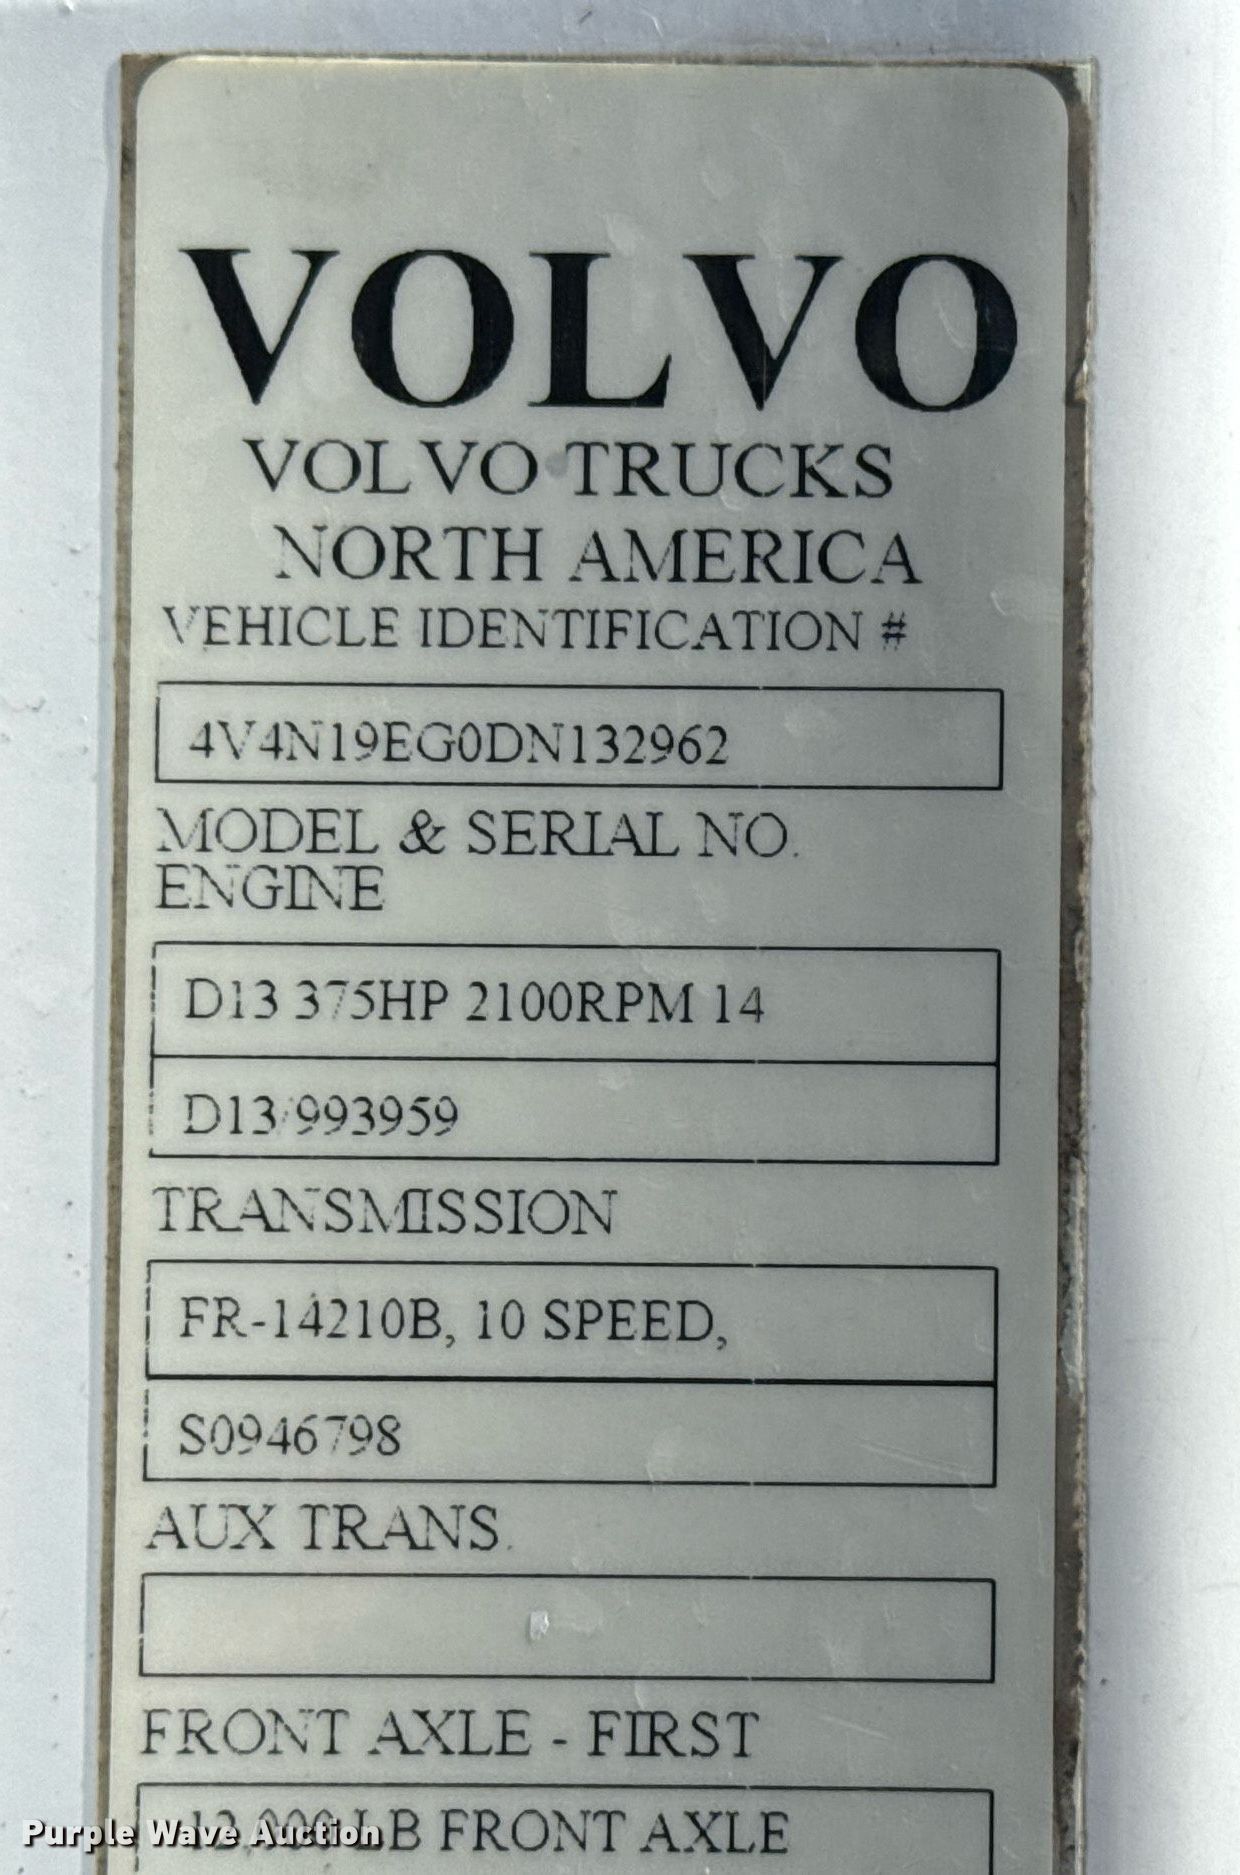 VOLVO
VOLVO TRUCKS
NORTH AMERICA
VEHICLE IDENTIFICATION #
4V4N19EG0DN132962
MODEL & SERIAL NO.
ENGINE
D13 375HP 2100RPM 14
D13/993959
TRANSMISSION
FR-14210B, 10 SPEED,
S0946798
AUX TRANS.
FRONT AXLE - FIRST
LB FRONT AXLE
Purple Wave Auction